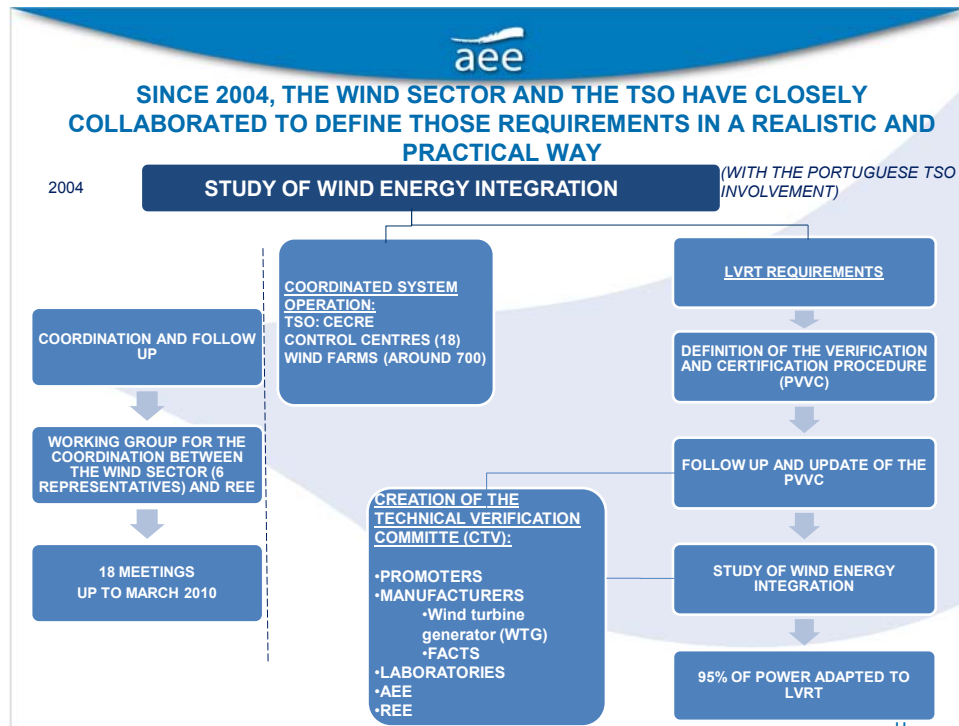 aee
SINCE 2004, THE WIND SECTOR AND THE TSO HAVE CLOSELY
COLLABORATED TO DEFINE THOSE REQUIREMENTS IN A REALISTIC AND
PRACTICAL WAY
2004
STUDY OF WIND ENERGY INTEGRATION
(WITH THE PORTUGUESE TSO
INVOLVEMENT)
COORDINATION AND FOLLOW
UP
WORKING GROUP FOR THE
COORDINATION BETWEEN
THE WIND SECTOR (6
REPRESENTATIVES) AND REE
18 MEETINGS
UP TO MARCH 2010
COORDINATED SYSTEM
OPERATION:
TSO: CECRE
CONTROL CENTRES (18)
WIND FARMS (AROUND 700)
CREATION OF THE
TECHNICAL VERIFICATION
COMMITTE (CTV):
•PROMOTERS
•MANUFACTURERS
•Wind turbine
generator (WTG)
•FACTS
•LABORATORIES
•AEE
•REE
LVRT REQUIREMENTS
DEFINITION OF THE VERIFICATION
AND CERTIFICATION PROCEDURE
(PVVC)
FOLLOW UP AND UPDATE OF THE
PVVC
STUDY OF WIND ENERGY
INTEGRATION
95% OF POWER ADAPTED TO
LVRT